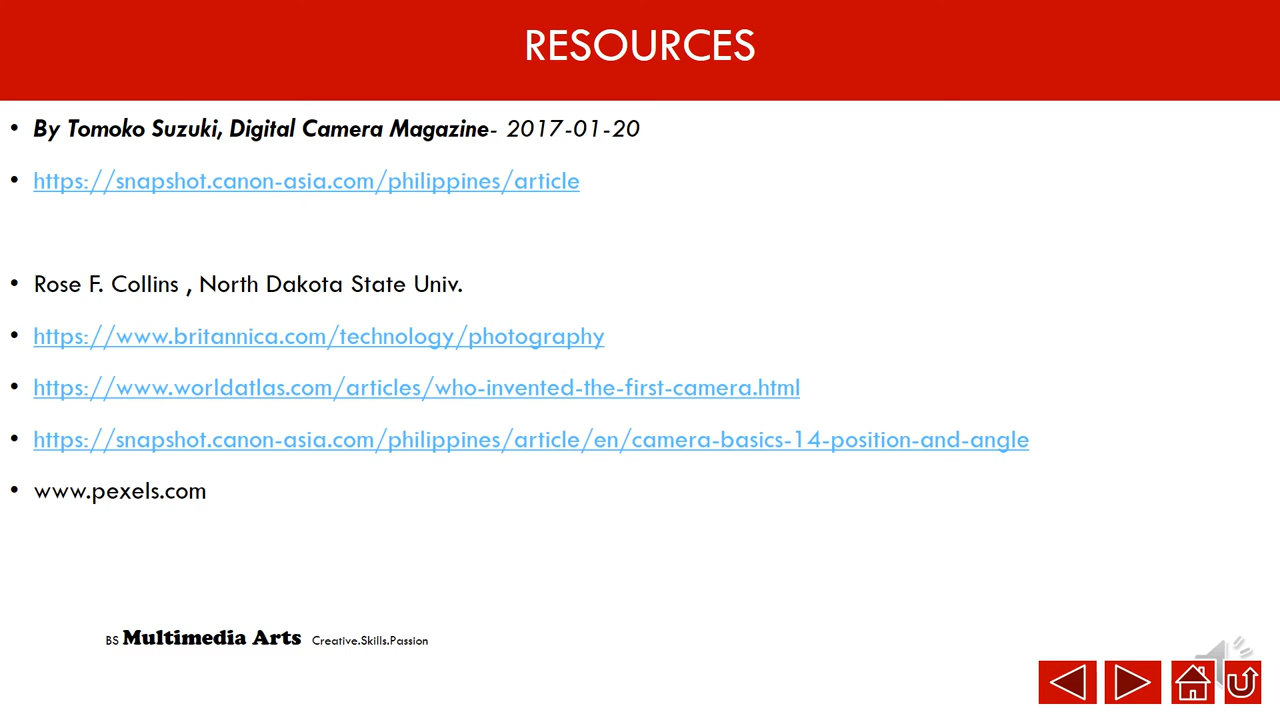 RESOURCES
• By Tomoko Suzuki, Digital Camera Magazine- 2017-01-20
• https://snapshot.canon-asia.com/philippines/article
• Rose F. Collins , North Dakota State Univ.
• https://www.britannica.com/technology/photography
• https://www.worldatlas.com/articles/who-invented-the-first-camera.html
• https://snapshot.canon-asia.com/philippines/article/en/camera-basics-14-position-and-angle
• www.pexels.com
BS Multimedia Arts Creative.Skills.Passion